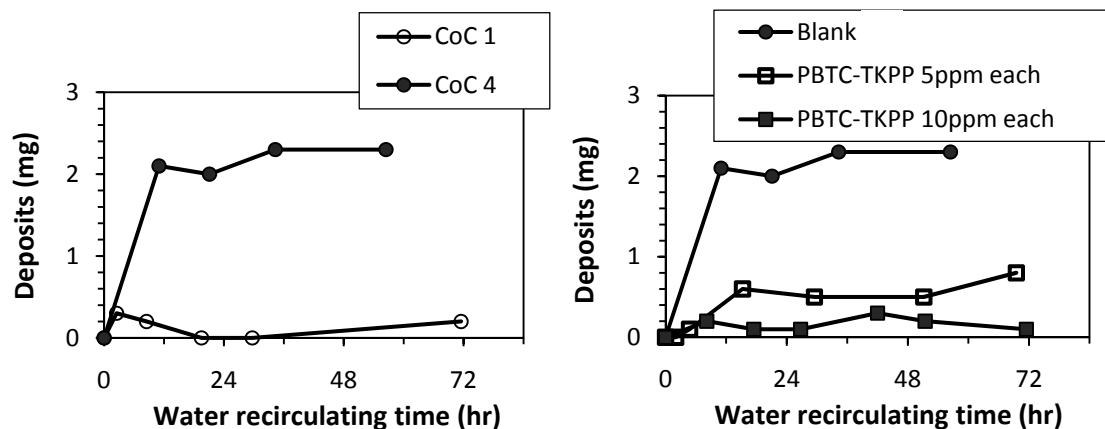 CoC 1
CoC 4
3
2
1
0
Deposits (mg)
0 24 48 72
Water recirculating time (hr)
Blank
PBTC-TKPP 5ppm each
PBTC-TKPP 10ppm each
3
2
1
0
Deposits (mg)
0 24 48 72
Water recirculating time (hr)